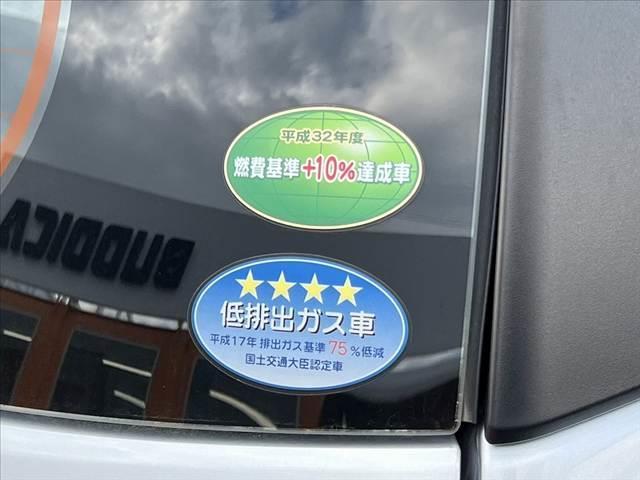 平成32年度
燃費基準+10%達成車
BUDDICA
★★★★
低排出ガス車
平成17年 排出ガス基準 75%低減
国土交通大臣認定車